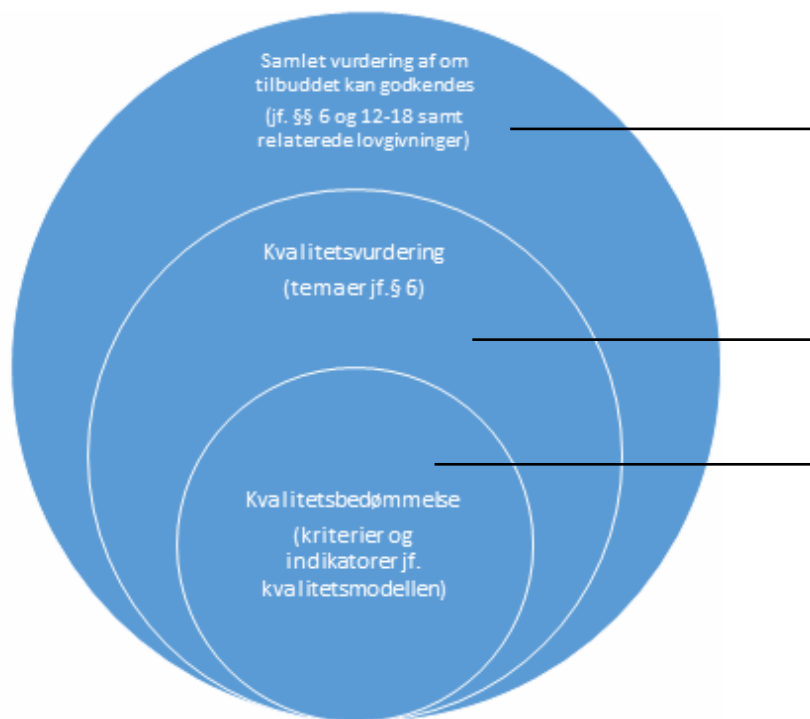 Samlet vurdering af om
tilbuddet kan godkendes
(jf. §§ 6 og 12-18 samt
relaterede lovgivninger)
Kvalitetsvurdering
(temaer jf. § 6)
Kvalitetsbedømmelse
(kriterier og
indikatorer jf.
kvalitetsmodellen)